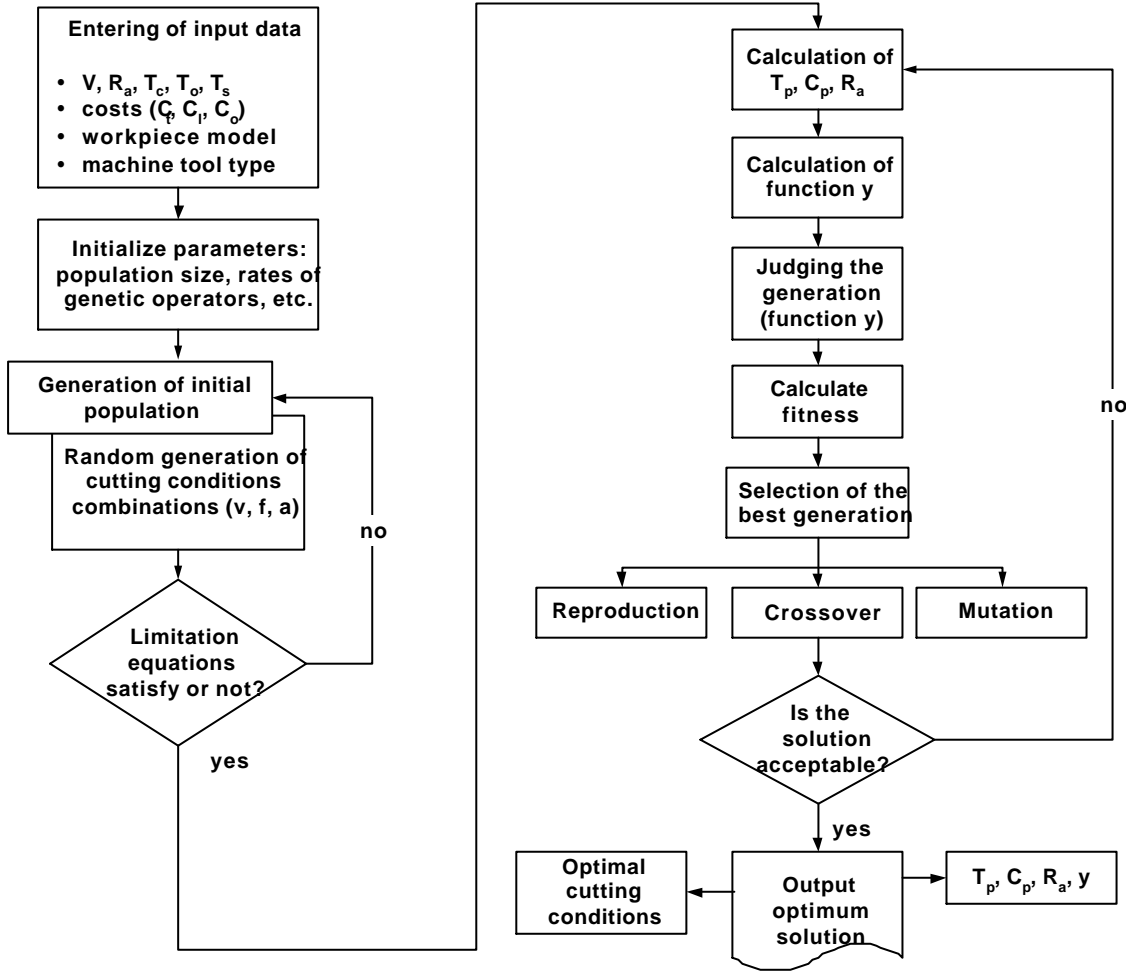 Entering of input data
• V, Rₐ, T_c, Tₒ, Tₛ
• costs (Cₜ, Cₗ, Cₒ)
• workpiece model
• machine tool type
Initialize parameters:
population size, rates of
genetic operators, etc.
Generation of initial
population
Random generation of
cutting conditions
combinations (v, f, a)
no
Limitation
equations
satisfy or not?
yes
Calculation of
Tₚ, Cₚ, Rₐ
Calculation of
function y
Judging the
generation
(function y)
Calculate
fitness
no
Selection of the
best generation
Reproduction
Crossover
Mutation
Is the
solution
acceptable?
yes
Optimal
cutting
conditions
Output
optimum
solution
Tₚ, Cₚ, Rₐ, y